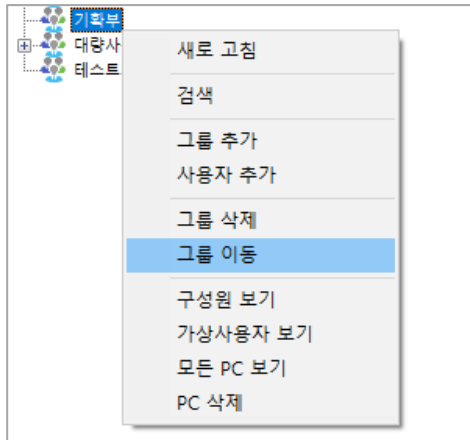 기획부
대량사
테스트
새로 고침
검색
그룹 추가
사용자 추가
그룹 삭제
그룹 이동
구성원 보기
가상사용자 보기
모든 PC 보기
PC 삭제